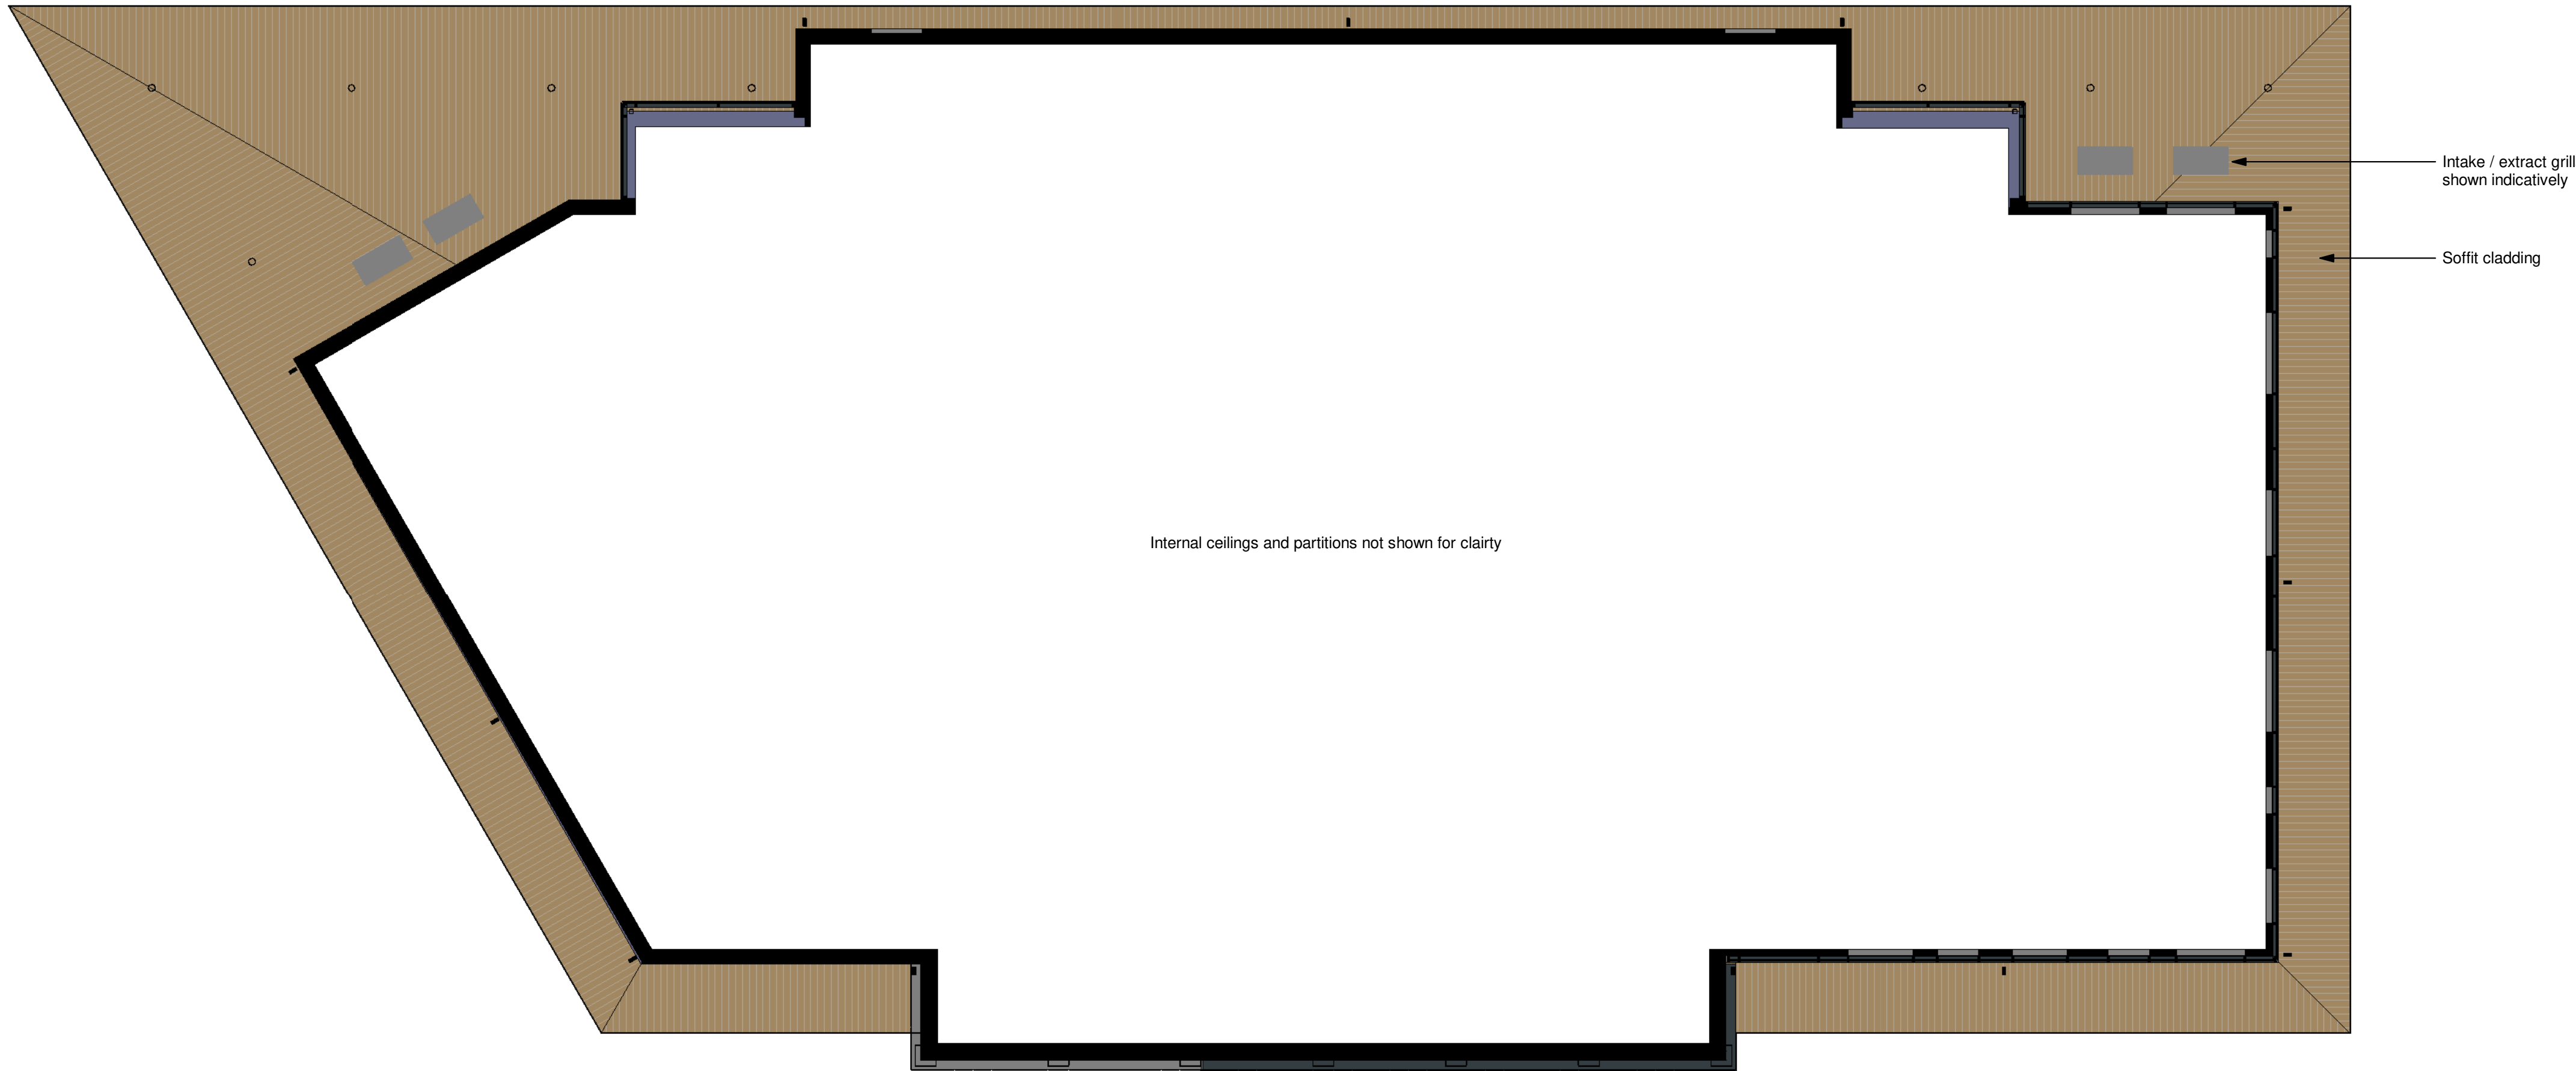 Intake / extract grill
shown indicatively
Soffit cladding
Internal ceilings and partitions not shown for clairty